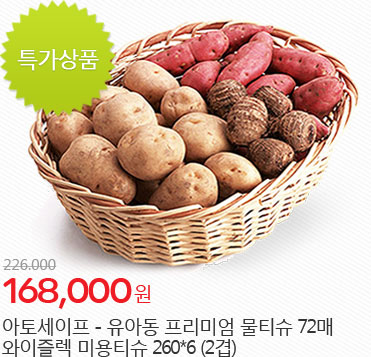 특가상품
226,000
168,000원
아토세이프 - 유아동 프리미엄 물티슈 72매
와이즐렉 미용티슈 260*6 (2겹)